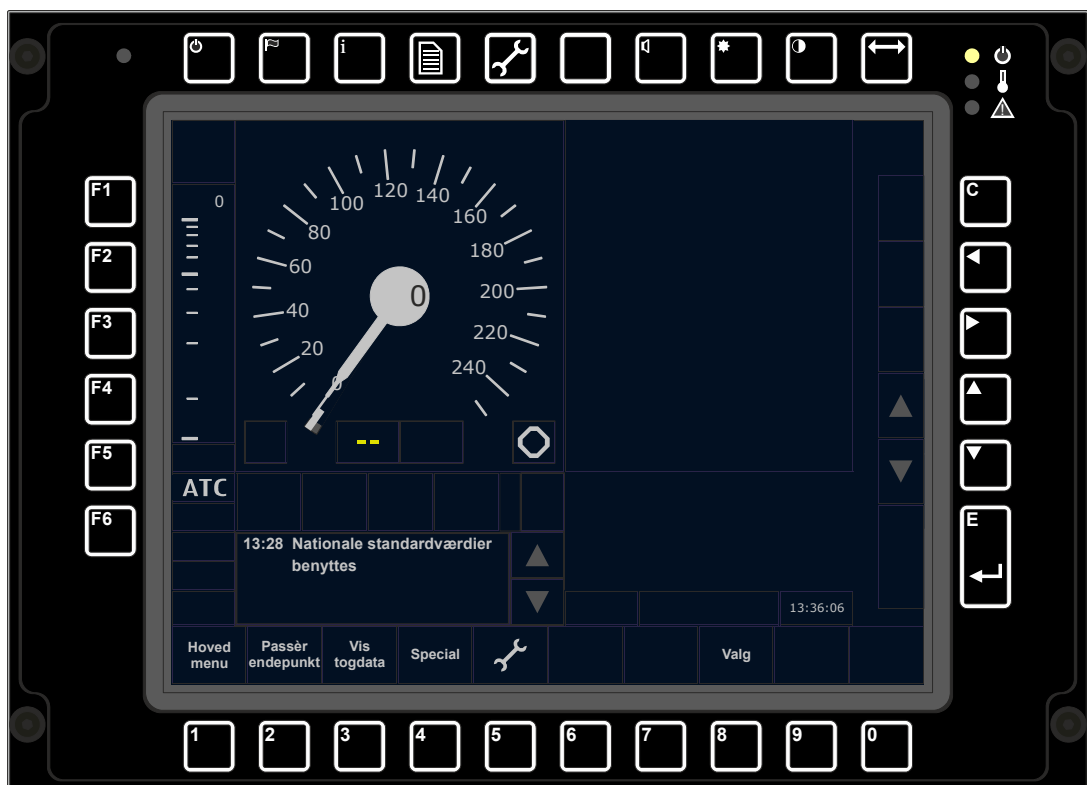 i
F1
F2
F3
F4
F5
F6
C
E
0
0
20
40
60
80
100
120
140
160
180
200
220
240
0
--
ATC
13:28 Nationale standardværdier
benyttes
13:36:06
Hoved
menu
Passèr
endepunkt
Vis
togdata
Special
Valg
1
2
3
4
5
6
7
8
9
0